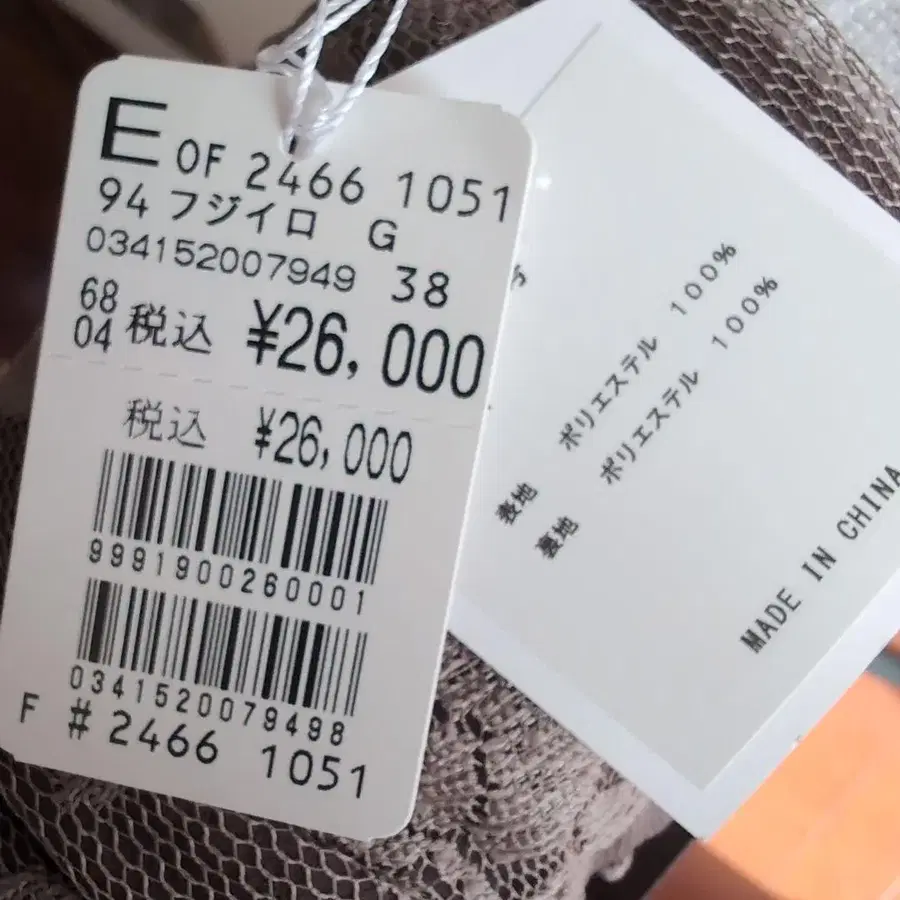 E OF 2466 1051
94 フジイロ G
034152007949 38
68
04 税込 ¥26,000
税込 ¥26,000
9991900260001
0341520079498
F # 2466 1051
表地 ポリエステル 100%
裏地 ポリエステル 100%
MADE IN CHINA